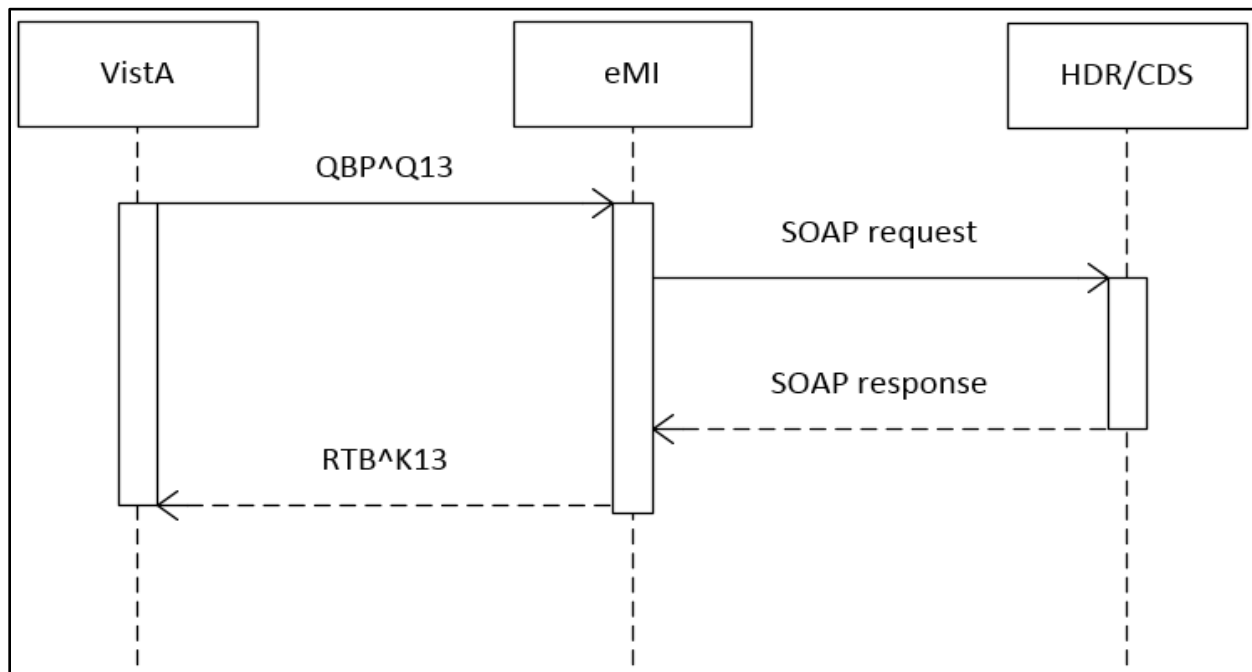 VistA
eMI
HDR/CDS
QBP^Q13
SOAP request
SOAP response
RTB^K13